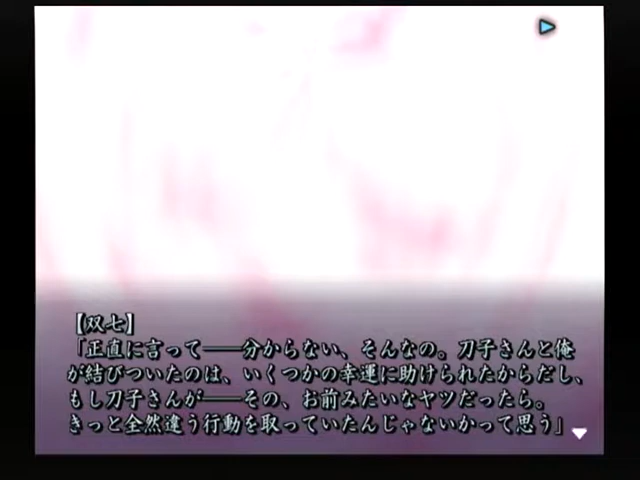 【双七】
「正直に言って――分からない、そんなの。刀子さんと俺
が結びついたのは、いくつかの幸運に助けられたからだし、
もし刀子さんが――その、お前みたいなヤツだったら。
きっと全然違う行動を取っていたんじゃないかって思う」